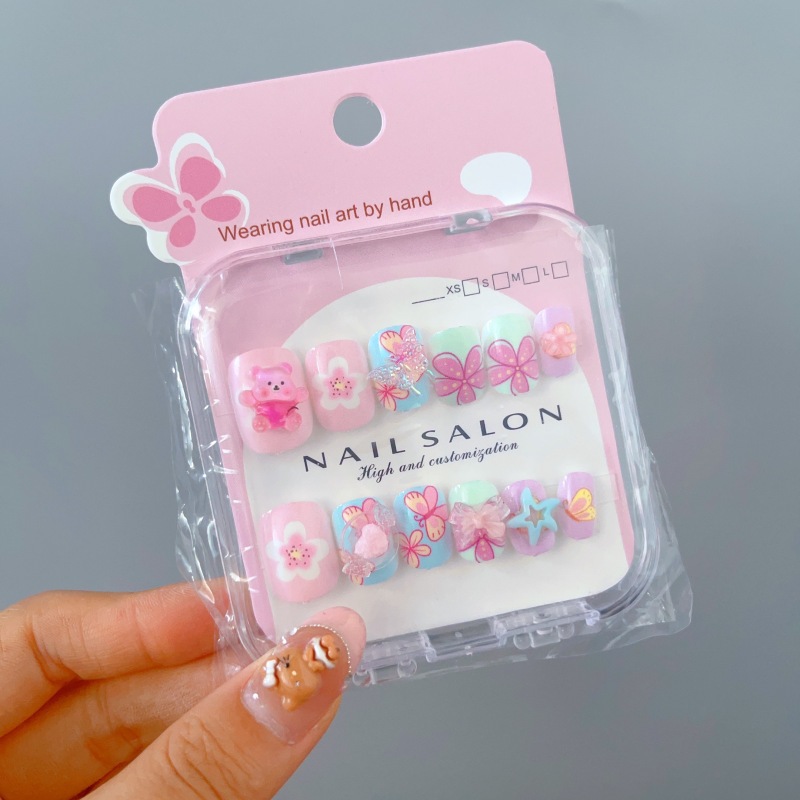 Wearing nail art by hand
XS S M L
NAIL SALON
High and customization